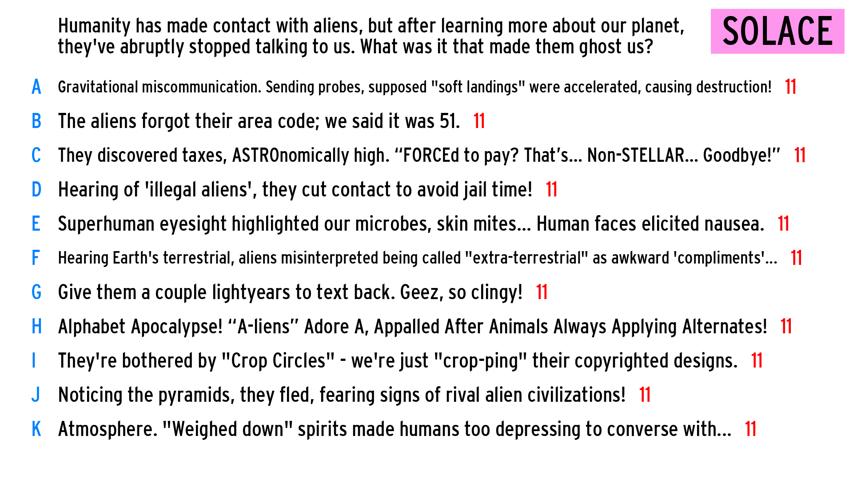 Humanity has made contact with aliens, but after learning more about our planet,
they've abruptly stopped talking to us. What was it that made them ghost us?
SOLACE
A Gravitational miscommunication. Sending probes, supposed "soft landings" were accelerated, causing destruction! 11
B The aliens forgot their area code; we said it was 51. 11
C They discovered taxes, ASTROnomically high. “FORCEd to pay? That’s... Non-STELLAR... Goodbye!” 11
D Hearing of 'illegal aliens', they cut contact to avoid jail time! 11
E Superhuman eyesight highlighted our microbes, skin mites... Human faces elicited nausea. 11
F Hearing Earth's terrestrial, aliens misinterpreted being called "extra-terrestrial" as awkward 'compliments'... 11
G Give them a couple lightyears to text back. Geez, so clingy! 11
H Alphabet Apocalypse! “A-liens” Adore A, Appalled After Animals Always Applying Alternates! 11
I They're bothered by "Crop Circles" - we're just "crop-ping" their copyrighted designs. 11
J Noticing the pyramids, they fled, fearing signs of rival alien civilizations! 11
K Atmosphere. "Weighed down" spirits made humans too depressing to converse with... 11